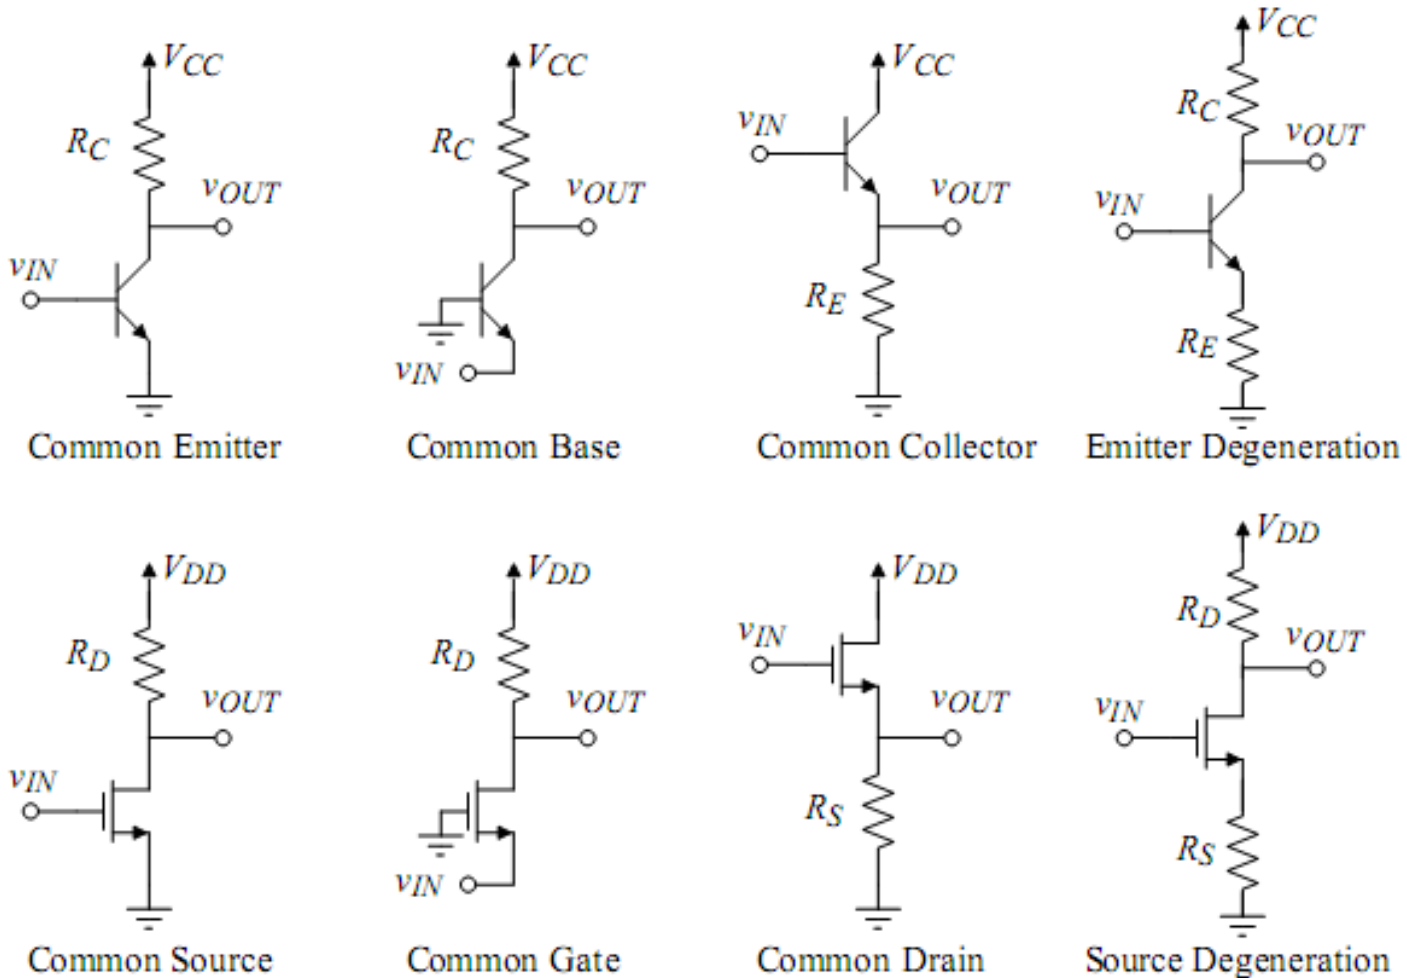 VCC
RC
vOUT
vIN
Common Emitter
VCC
RC
vOUT
vIN
Common Base
VCC
vIN
vOUT
RE
Common Collector
VCC
RC
vOUT
vIN
RE
Emitter Degeneration
VDD
RD
vOUT
vIN
Common Source
VDD
RD
vOUT
vIN
Common Gate
VDD
vIN
vOUT
RS
Common Drain
VDD
RD
vOUT
vIN
RS
Source Degeneration